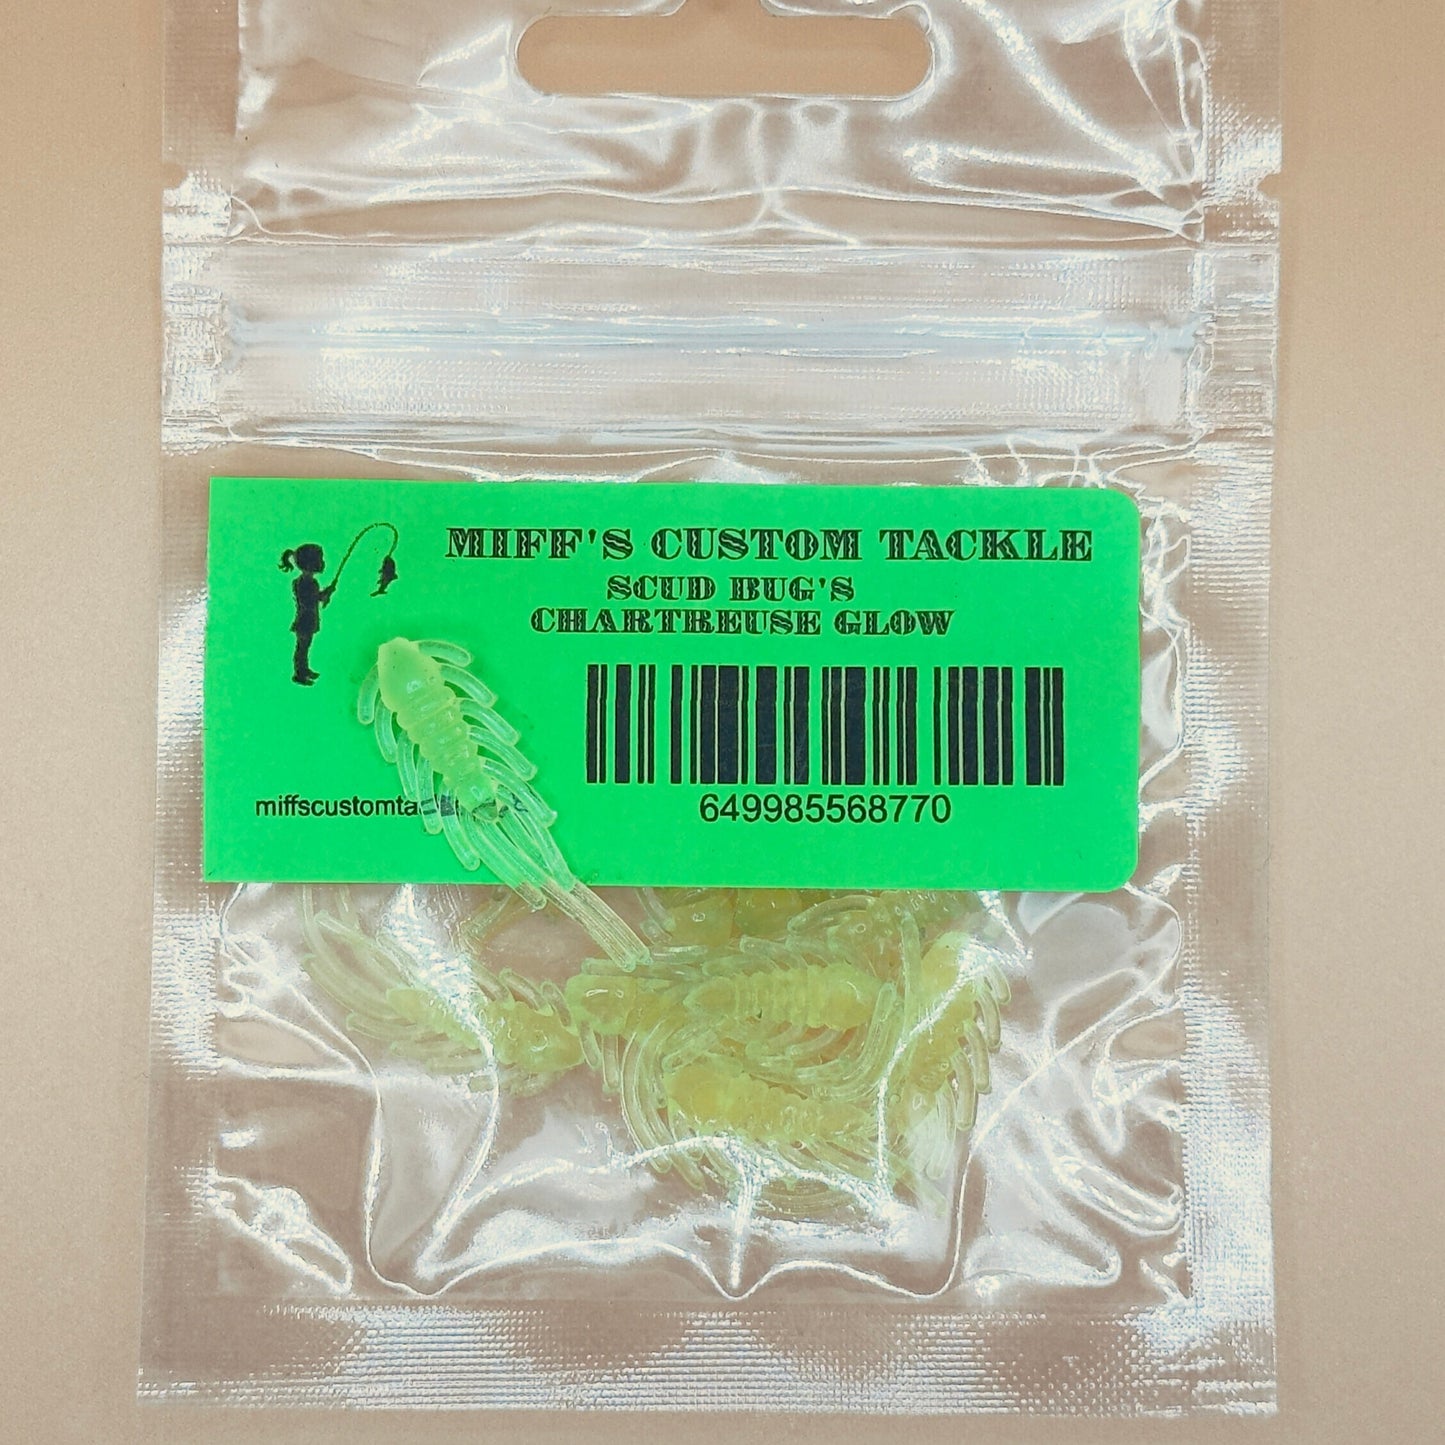 MIFF'S CUSTOM TACKLE
SCUD BUG'S
CHARTREUSE GLOW
649985568770